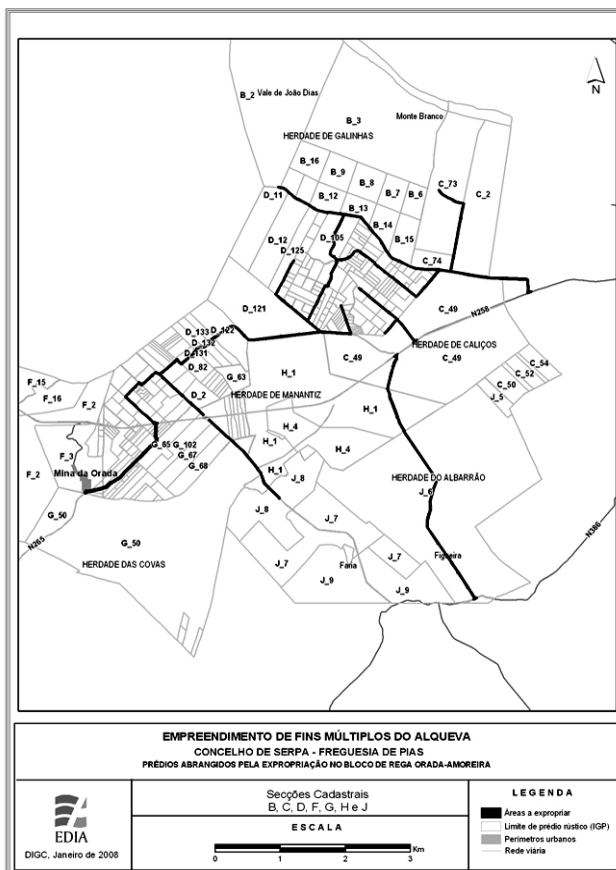 N
B_2
Vale de João Dias
B_3
Monte Branco
HERDADE DE GALINHAS
B_16
B_9
B_8
B_7
B_6
C_73
C_2
D_11
B_12
B_13
B_14
B_15
D_12
D_105
D_125
C_74
D_121
C_49
N258
D_133
D_122
D_132
D_131
HERDADE DE CALIÇOS
C_49
C_49
C_54
C_52
C_50
J_5
D_82
G_63
H_1
F_15
F_16
F_2
D_2
HERDADE DE MANANTIZ
H_1
H_4
H_1
H_4
G_65
G_102
G_67
G_68
F_3
Mina da Orada
F_2
H_1
J_8
HERDADE DO ALBARRÃO
J_6
G_50
J_8
J_7
N265
G_50
HERDADE DAS COVAS
J_7
Faria
J_7
Figueira
N386
J_9
J_9
EMPREENDIMENTO DE FINS MÚLTIPLOS DO ALQUEVA
CONCELHO DE SERPA - FREGUESIA DE PIAS
PRÉDIOS ABRANGIDOS PELA EXPROPRIAÇÃO NO BLOCO DE REGA ORADA-AMOREIRA
EDIA
DIGC, Janeiro de 2008
Secções Cadastrais
B, C, D, F, G, H e J
ESCALA
Km
0 1 2 3
LEGENDA
Áreas a expropriar
Limite de prédio rústico (IGP)
Perímetros urbanos
Rede viária